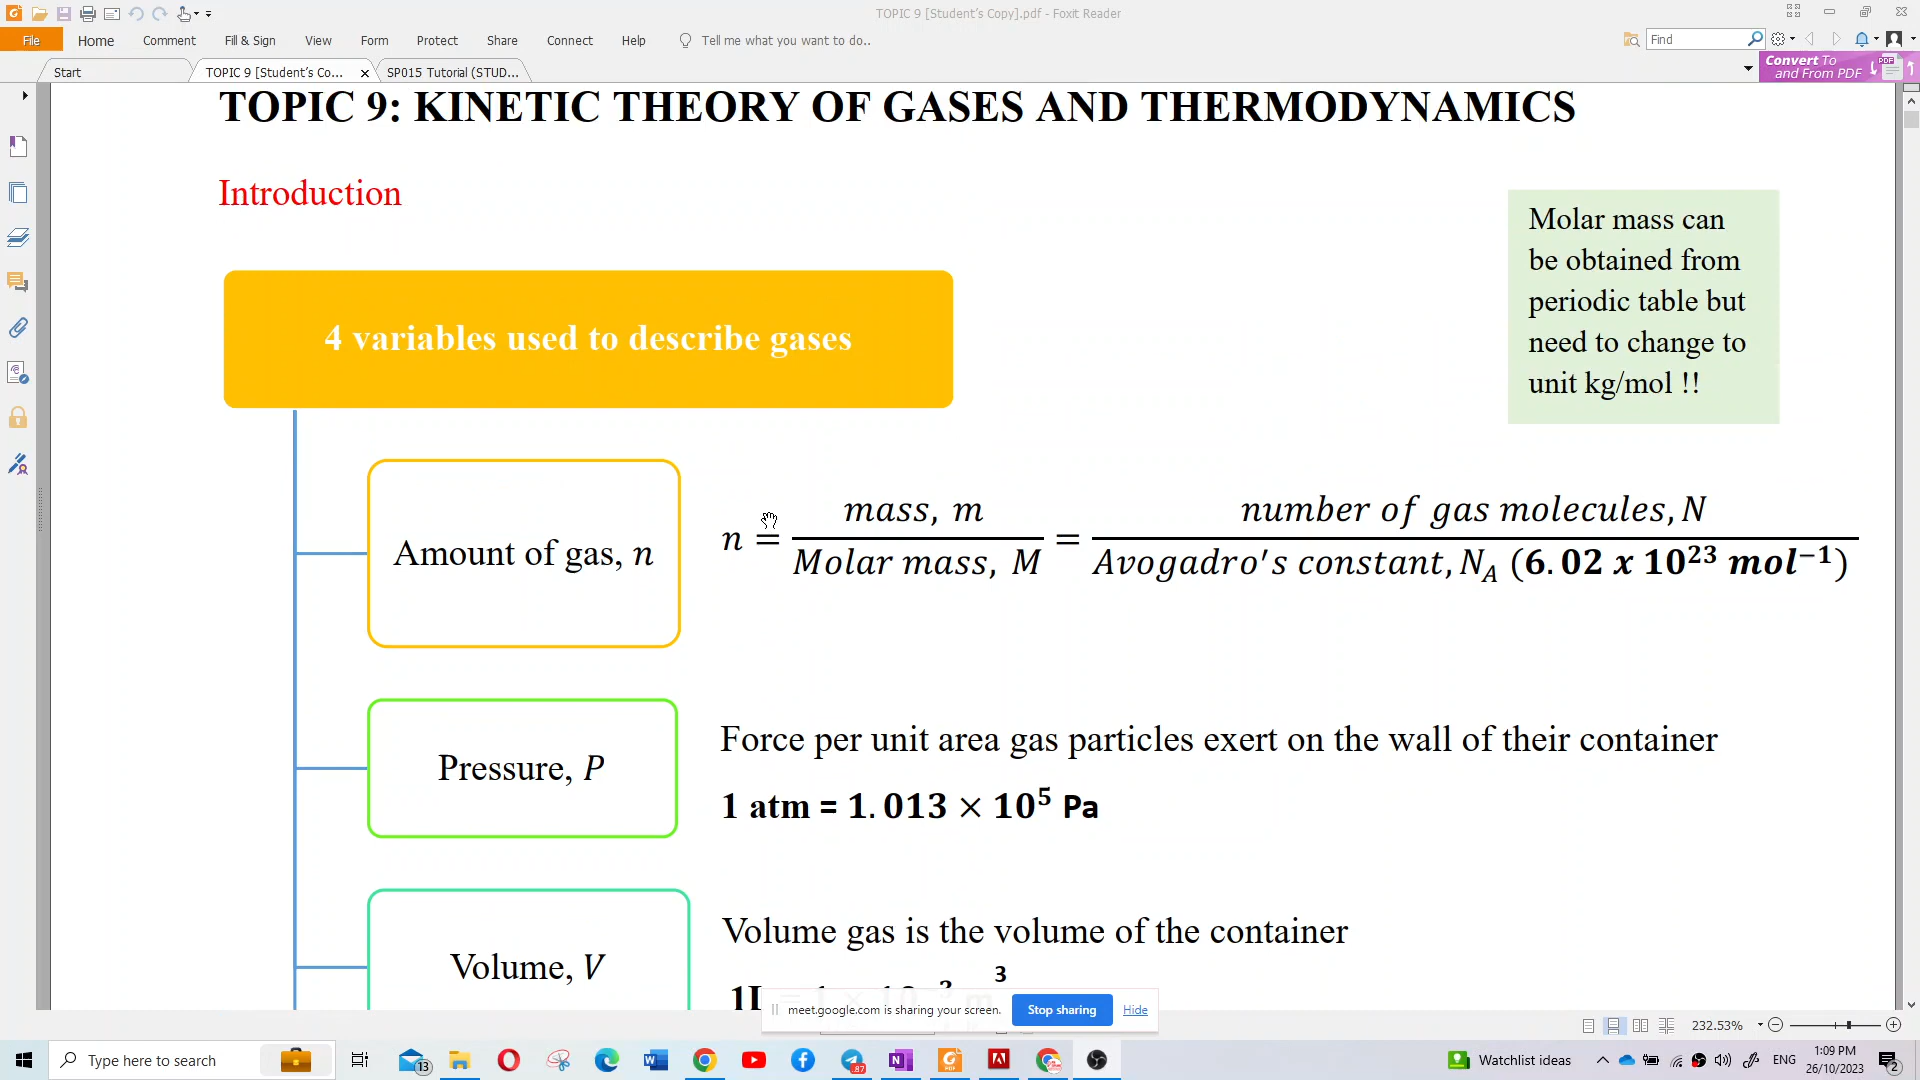 TOPIC 9 [Student's Copy].pdf - Foxit Reader
File Home Comment Fill & Sign View Form Protect Share Connect Help Tell me what you want to do.. Find
Start TOPIC 9 [Student's Co... SP015 Tutorial (STUD... Convert To
and From PDF
TOPIC 9: KINETIC THEORY OF GASES AND THERMODYNAMICS
Introduction
Molar mass can
be obtained from
periodic table but
need to change to
unit kg/mol !!
4 variables used to describe gases
Amount of gas, n
n = mass, m / Molar mass, M = number of gas molecules, N / Avogadro's constant, N_A (6.02 x 10²³ mol⁻¹)
Pressure, P
Force per unit area gas particles exert on the wall of their container
1 atm = 1.013 × 10⁵ Pa
Volume, V
Volume gas is the volume of the container
meet.google.com is sharing your screen. Stop sharing Hide
232.53%
Type here to search
13
87
Watchlist ideas
ENG
1:09 PM
26/10/2023
2